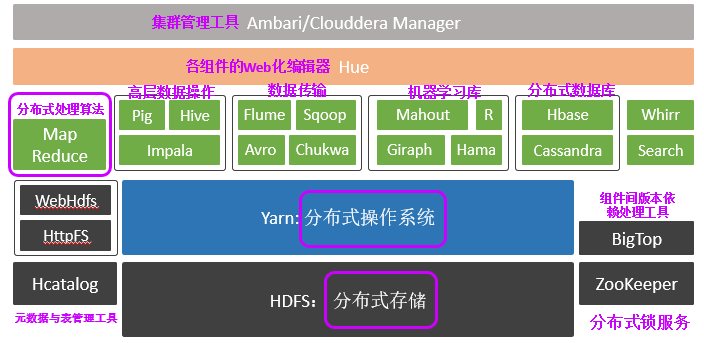 集群管理工具 Ambari/Clouddera Manager
各组件的Web化编辑器 Hue
分布式处理算法
Map
Reduce
高层数据操作
Pig
Hive
Impala
数据传输
Flume
Sqoop
Avro
Chukwa
机器学习库
Mahout
R
Giraph
Hama
分布式数据库
Hbase
Cassandra
Whirr
Search
WebHdfs
HttpFS
Yarn:分布式操作系统
组件间版本依
赖处理工具
BigTop
Hcatalog
元数据与表管理工具
HDFS：分布式存储
ZooKeeper
分布式锁服务